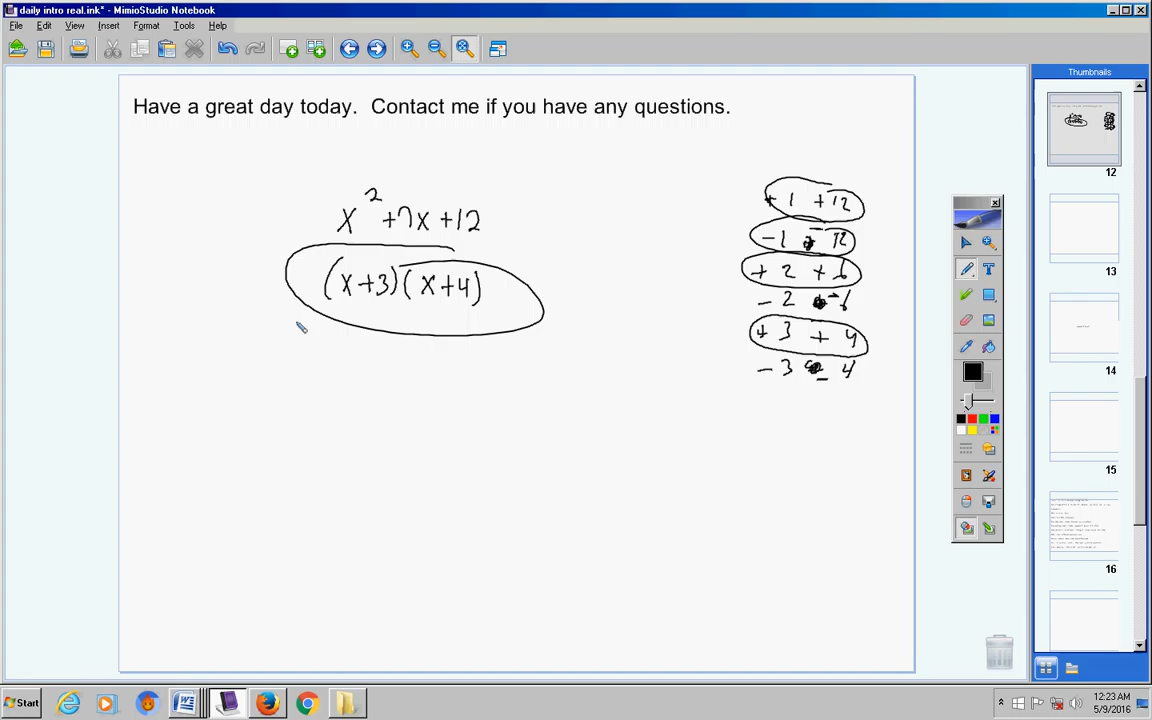 daily intro real.ink* - MimioStudio Notebook
File Edit View Insert Format Tools Help
Have a great day today. Contact me if you have any questions.
x² +7x +12
(x+3)(x+4)
+ 1 + 12
- 1 - 12
+ 2 + 6
- 2 - 6
+ 3 + 4
- 3 - 4
Thumbnails
12
13
14
15
16
Start
12:23 AM
5/9/2016